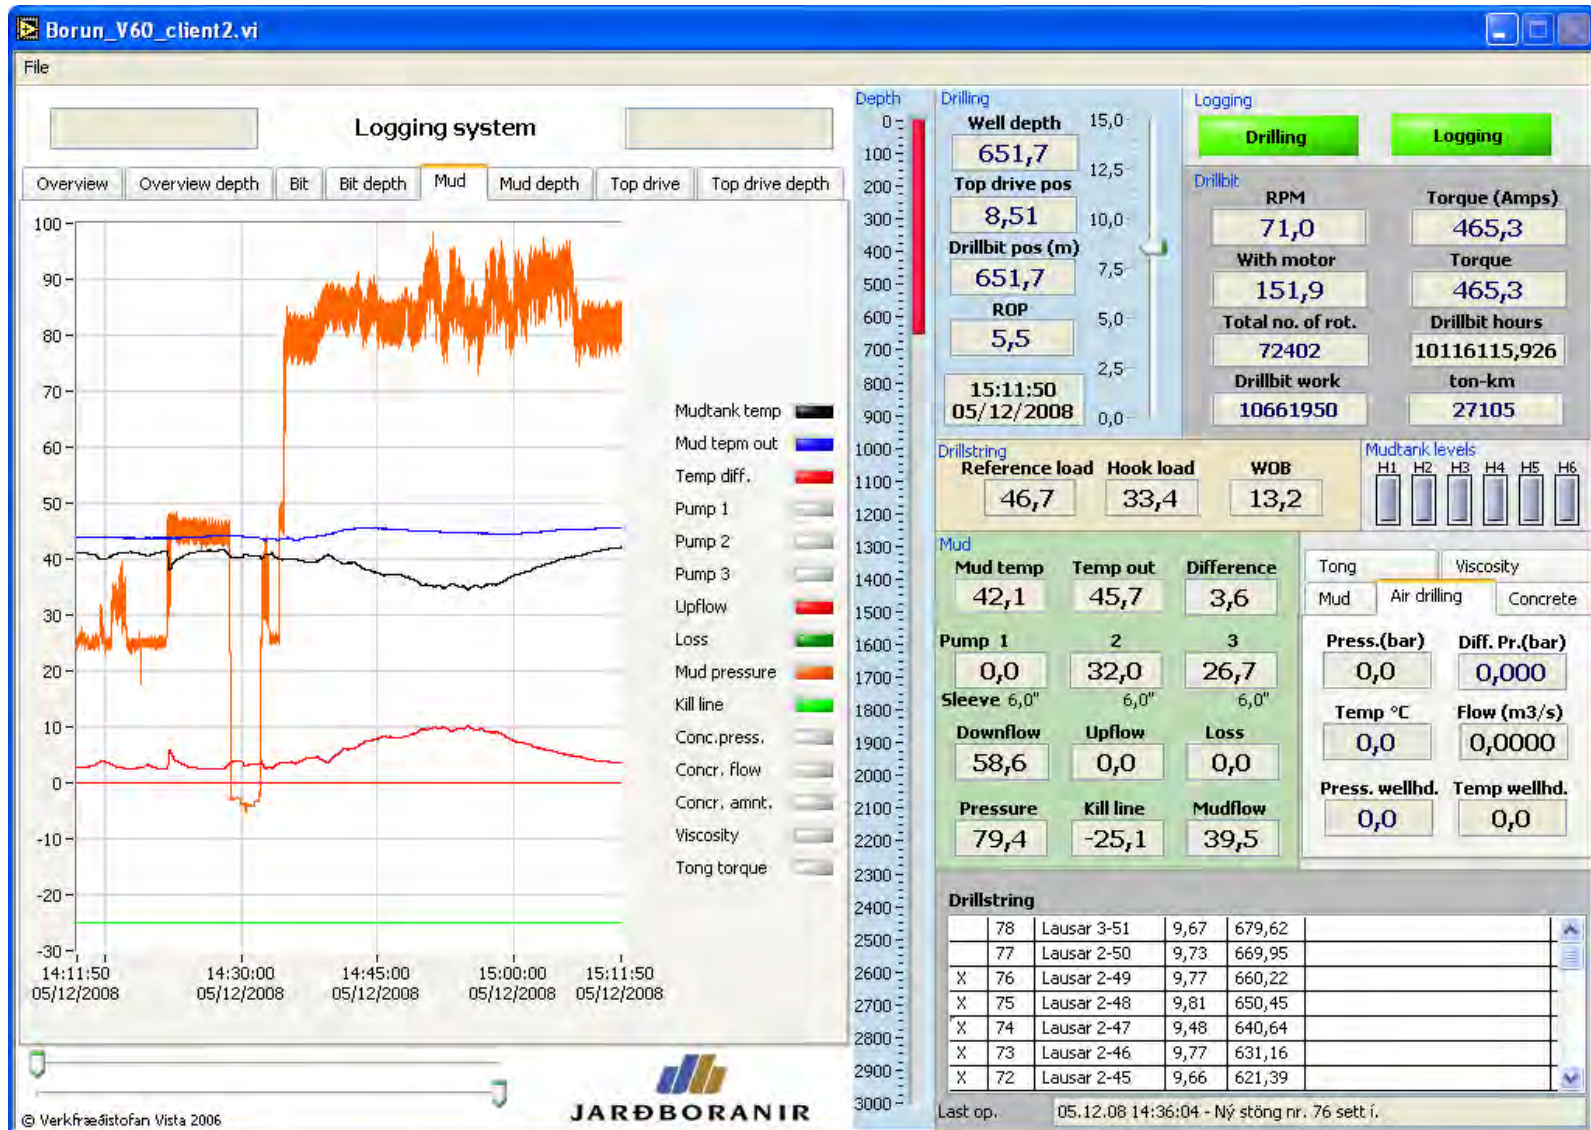 Borun_V60_client2.vi
File
Logging system
Overview
Overview depth
Bit
Bit depth
Mud
Mud depth
Top drive
Top drive depth
100
90
80
70
60
50
40
30
20
10
0
-10
-20
-30
14:11:50
05/12/2008
14:30:00
05/12/2008
14:45:00
05/12/2008
15:00:00
05/12/2008
15:11:50
05/12/2008
Mudtank temp
Mud tepm out
Temp diff.
Pump 1
Pump 2
Pump 3
Upflow
Loss
Mud pressure
Kill line
Conc.press.
Concr. flow
Concr. amnt.
Viscosity
Tong torque
© Verkfræðistofan Vista 2006
JARÐBORANIR
Depth
0
100
200
300
400
500
600
700
800
900
1000
1100
1200
1300
1400
1500
1600
1700
1800
1900
2000
2100
2200
2300
2400
2500
2600
2700
2800
2900
3000
Drilling
Well depth
651,7
Top drive pos
8,51
Drillbit pos (m)
651,7
ROP
5,5
15:11:50
05/12/2008
15,0
12,5
10,0
7,5
5,0
2,5
0,0
Logging
Drilling
Logging
Drillbit
RPM Torque (Amps)
71,0 465,3
With motor Torque
151,9 465,3
Total no. of rot. Drillbit hours
72402 10116115,926
Drillbit work ton-km
10661950 27105
Drillstring
Reference load Hook load WOB
46,7 33,4 13,2
Mudtank levels
H1 H2 H3 H4 H5 H6
Mud
Mud temp Temp out Difference
42,1 45,7 3,6
Pump 1 2 3
0,0 32,0 26,7
Sleeve 6,0" 6,0" 6,0"
Downflow Upflow Loss
58,6 0,0 0,0
Pressure Kill line Mudflow
79,4 -25,1 39,5
Tong Viscosity
Mud Air drilling Concrete
Press.(bar) Diff. Pr.(bar)
0,0 0,000
Temp °C Flow (m3/s)
0,0 0,0000
Press. wellhd. Temp wellhd.
0,0 0,0
Drillstring
78 Lausar 3-51 9,67 679,62
77 Lausar 2-50 9,73 669,95
X 76 Lausar 2-49 9,77 660,22
X 75 Lausar 2-48 9,81 650,45
X 74 Lausar 2-47 9,48 640,64
X 73 Lausar 2-46 9,77 631,16
X 72 Lausar 2-45 9,66 621,39
Last op. 05.12.08 14:36:04 - Ný stöng nr. 76 sett í.